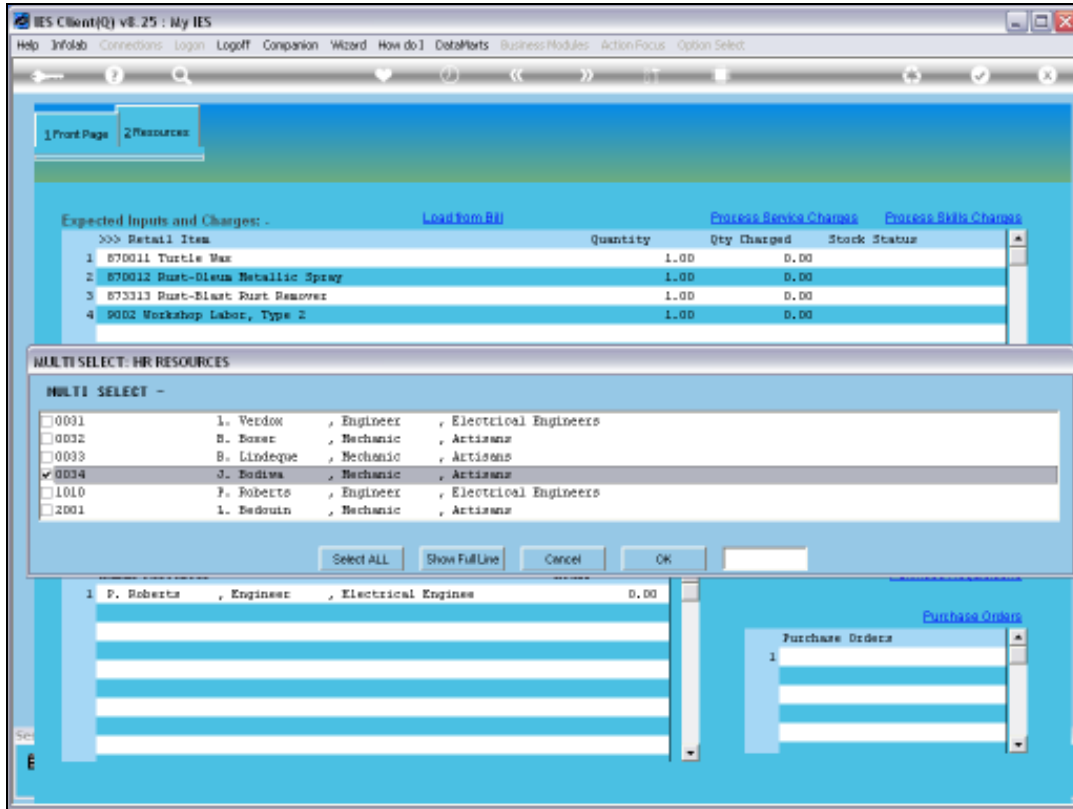 IES Client(Q) v8.25 : My IES
Help Infolab Connections Logon Logoff Companion Wizard How do I DataMarts Business Modules Action Focus Option Select
1 Front Page 2 Resources
Expected Inputs and Charges: - Load from Bill Process Service Charges Process Skills Charges
>>> Retail Item Quantity Qty Charged Stock Status
1 870011 Turtle Wax 1.00 0.00
2 870012 Rust-Oleum Metallic Spray 1.00 0.00
3 873313 Rust-Blast Rust Remover 1.00 0.00
4 9002 Workshop Labor, Type 2 1.00 0.00
MULTI SELECT: HR RESOURCES
MULTI SELECT -
0031 L. Verdox , Engineer , Electrical Engineers
0032 B. Boxer , Mechanic , Artisans
0033 B. Lindeque , Mechanic , Artisans
0034 J. Bodiwa , Mechanic , Artisans
1010 P. Roberts , Engineer , Electrical Engineers
2001 L. Bedouin , Mechanic , Artisans
Select ALL Show Full Line Cancel OK
1 P. Roberts , Engineer , Electrical Enginee 0.00
Purchase Orders
Purchase Orders
1